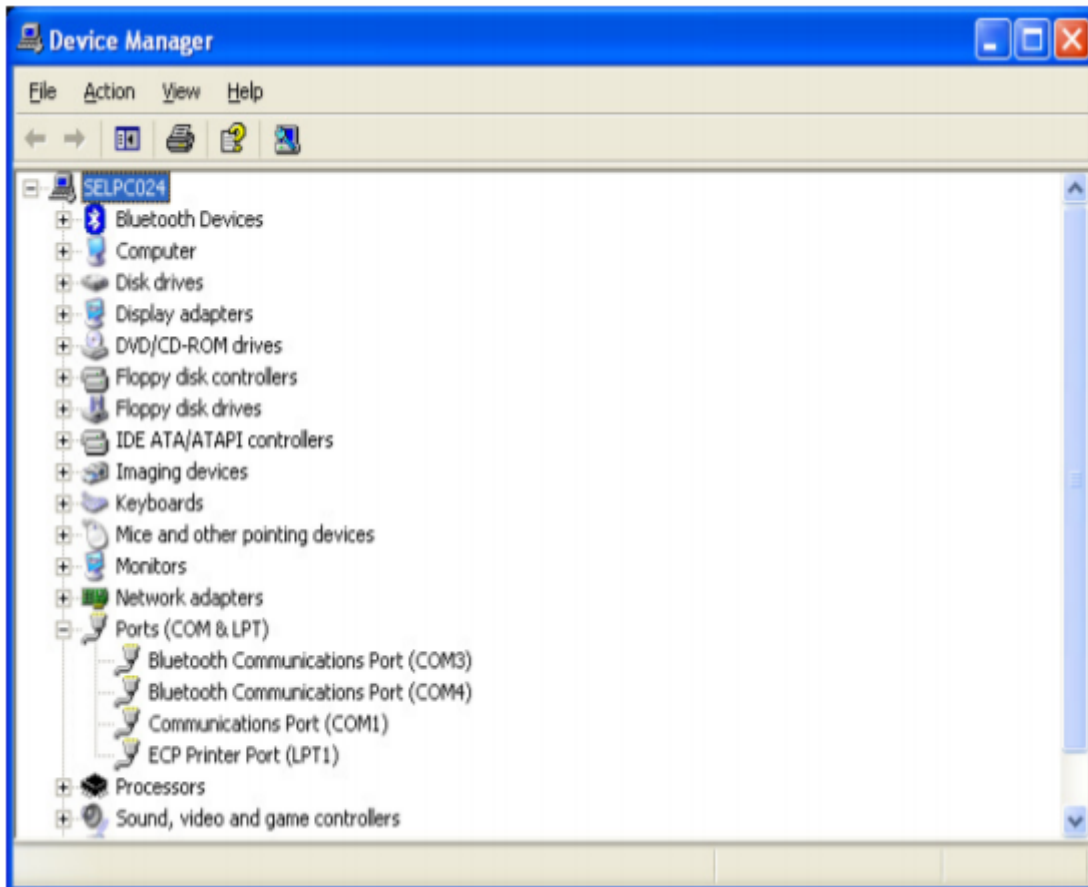 Device Manager
File Action View Help
SELPC024
Bluetooth Devices
Computer
Disk drives
Display adapters
DVD/CD-ROM drives
Floppy disk controllers
Floppy disk drives
IDE ATA/ATAPI controllers
Imaging devices
Keyboards
Mice and other pointing devices
Monitors
Network adapters
Ports (COM & LPT)
Bluetooth Communications Port (COM3)
Bluetooth Communications Port (COM4)
Communications Port (COM1)
ECP Printer Port (LPT1)
Processors
Sound, video and game controllers